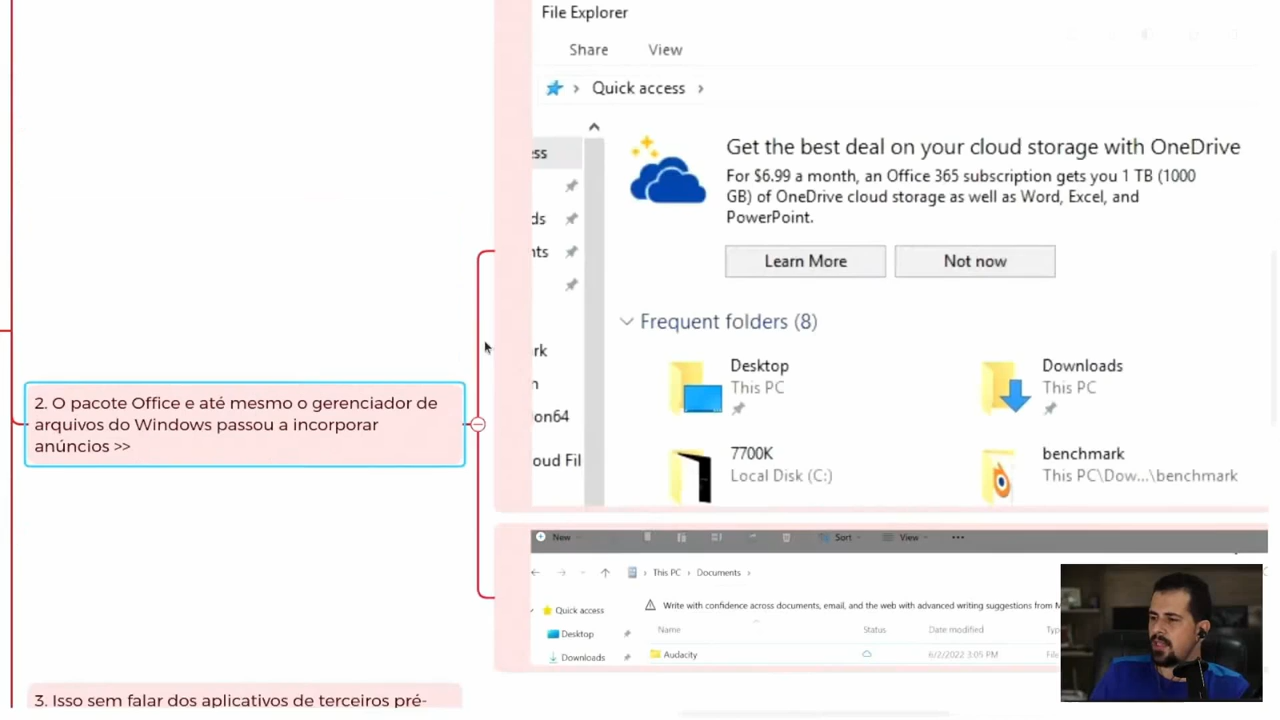 File Explorer
Share View
Quick access
Get the best deal on your cloud storage with OneDrive
For $6.99 a month, an Office 365 subscription gets you 1 TB (1000
GB) of OneDrive cloud storage as well as Word, Excel, and
PowerPoint.
Learn More Not now
ess
ds
nts
rk
n
on64
oud Fil
Frequent folders (8)
Desktop
This PC
Downloads
This PC
7700K
Local Disk (C:)
benchmark
This PC\Dow...\benchmark
2. O pacote Office e até mesmo o gerenciador de
arquivos do Windows passou a incorporar
anúncios >>
New Sort View
This PC > Documents >
Write with confidence across documents, email, and the web with advanced writing suggestions from M
Quick access
Desktop
Downloads
Name Status Date modified Typ
Audacity 6/2/2022 3:05 PM File
3. Isso sem falar dos aplicativos de terceiros pré-